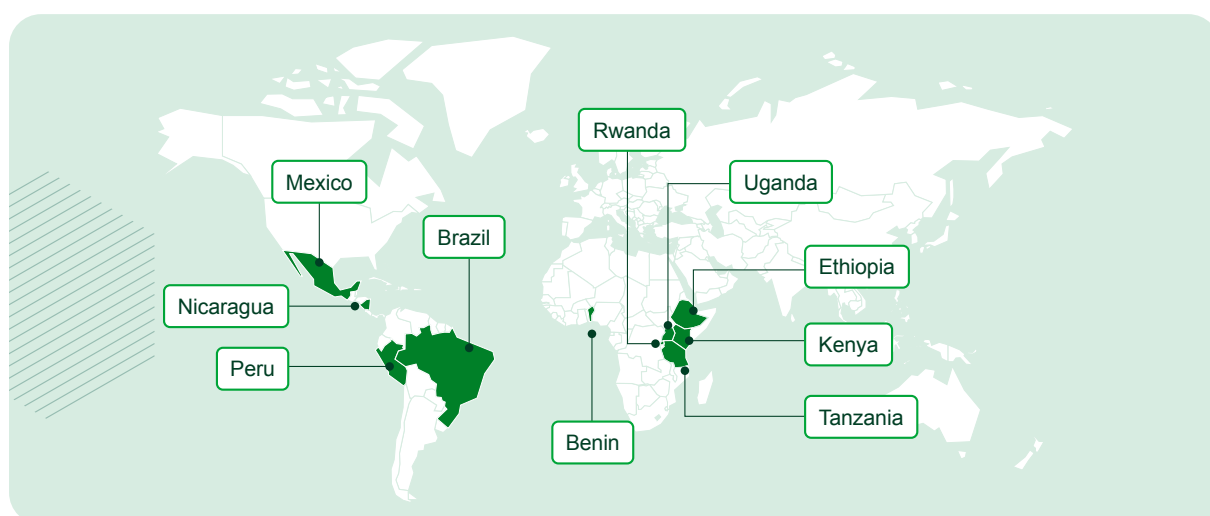 Rwanda
Mexico
Uganda
Brazil
Ethiopia
Nicaragua
Kenya
Peru
Tanzania
Benin